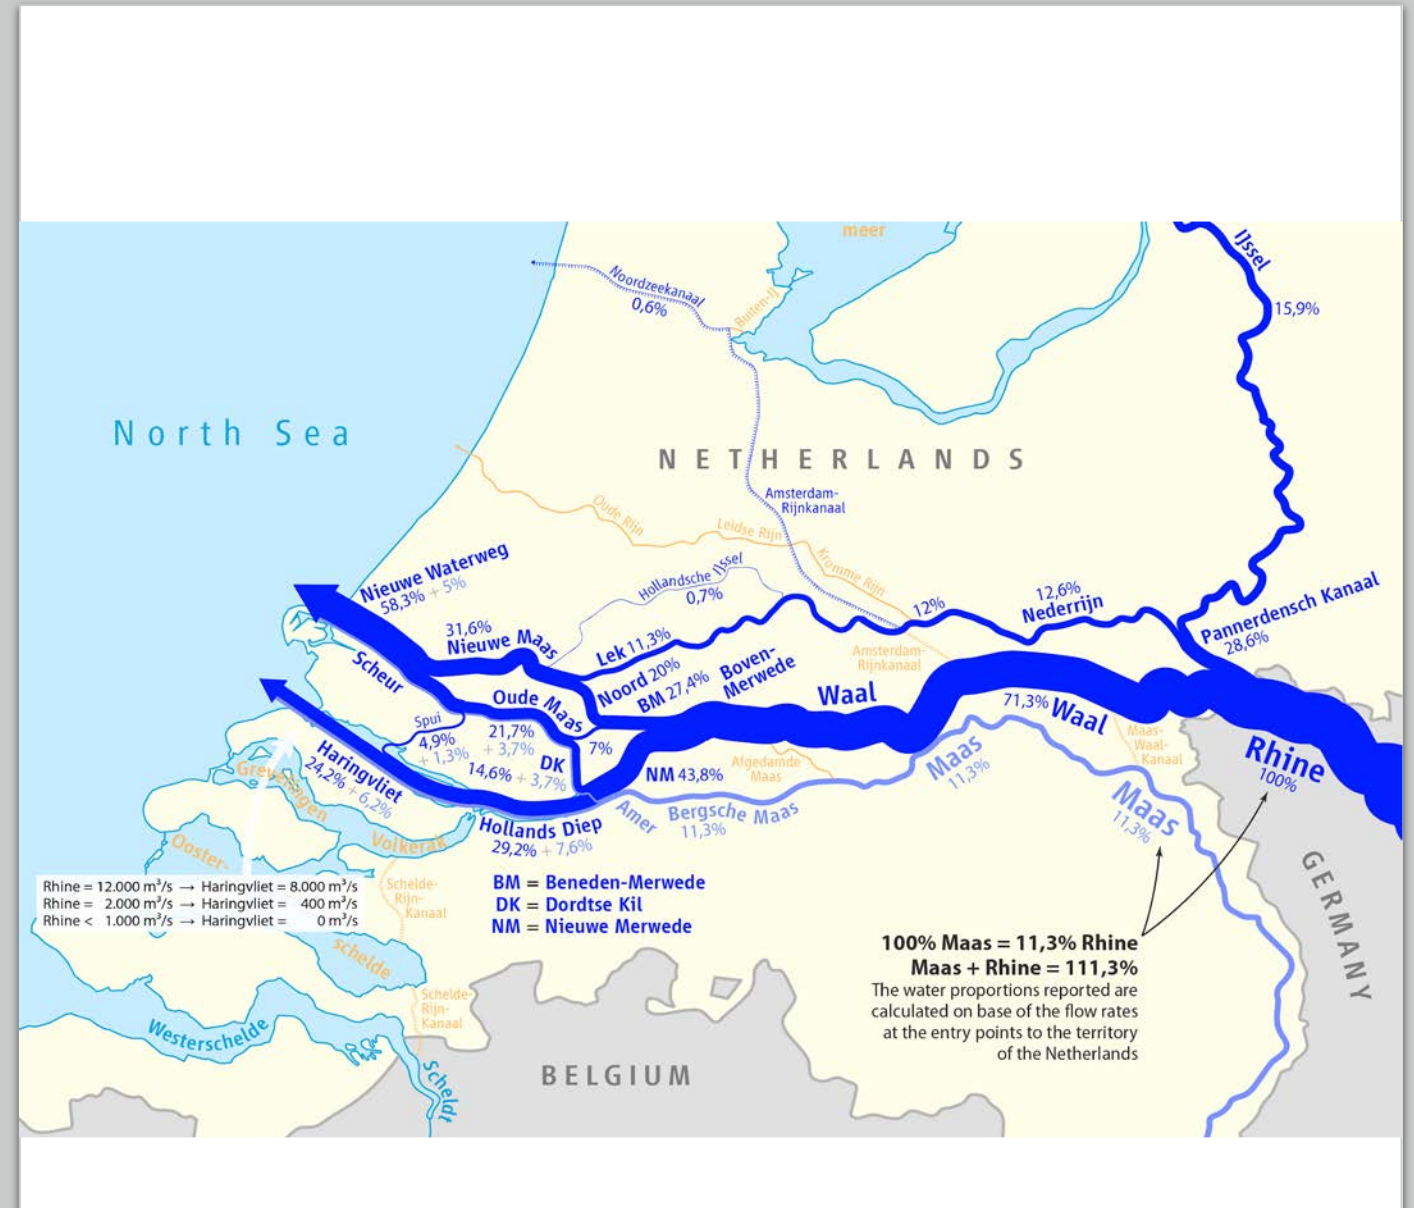 meer
IJssel
Noordzeekanaal
0,6%
Buiten-IJ
15,9%
North Sea
NETHERLANDS
Amsterdam-
Rijnkanaal
Oude Rijn
Leidse Rijn
Kromme Rijn
Nieuwe Waterweg
58,3% + 5%
Hollandsche IJssel
0,7%
12%
12,6%
Nederrijn
Pannerdensch Kanaal
28,6%
31,6%
Nieuwe Maas
Lek 11,3%
Noord 20%
BM 27,4%
Boven-
Merwede
Amsterdam-
Rijnkanaal
Scheur
Oude Maas
Waal
71,3% Waal
Spui
4,9%
+ 1,3%
21,7%
+ 3,7%
7%
DK
14,6% + 3,7%
NM 43,8%
Afgedamde
Maas
Maas
11,3%
Maas-
Waal-
Kanaal
Rhine
100%
Haringvliet
24,2% + 6,2%
Grevelingen
Amer
Bergsche Maas
11,3%
Maas
11,3%
Hollands Diep
29,2% + 7,6%
Volkerak
Ooster-
Rhine = 12.000 m³/s → Haringvliet = 8.000 m³/s
Rhine = 2.000 m³/s → Haringvliet = 400 m³/s
Rhine < 1.000 m³/s → Haringvliet = 0 m³/s
Schelde-
Rijn-
Kanaal
BM = Beneden-Merwede
DK = Dordtse Kil
NM = Nieuwe Merwede
GERMANY
schelde
100% Maas = 11,3% Rhine
Maas + Rhine = 111,3%
The water proportions reported are
calculated on base of the flow rates
at the entry points to the territory
of the Netherlands
Schelde-
Rijn-
Kanaal
Westerschelde
Scheldt
BELGIUM